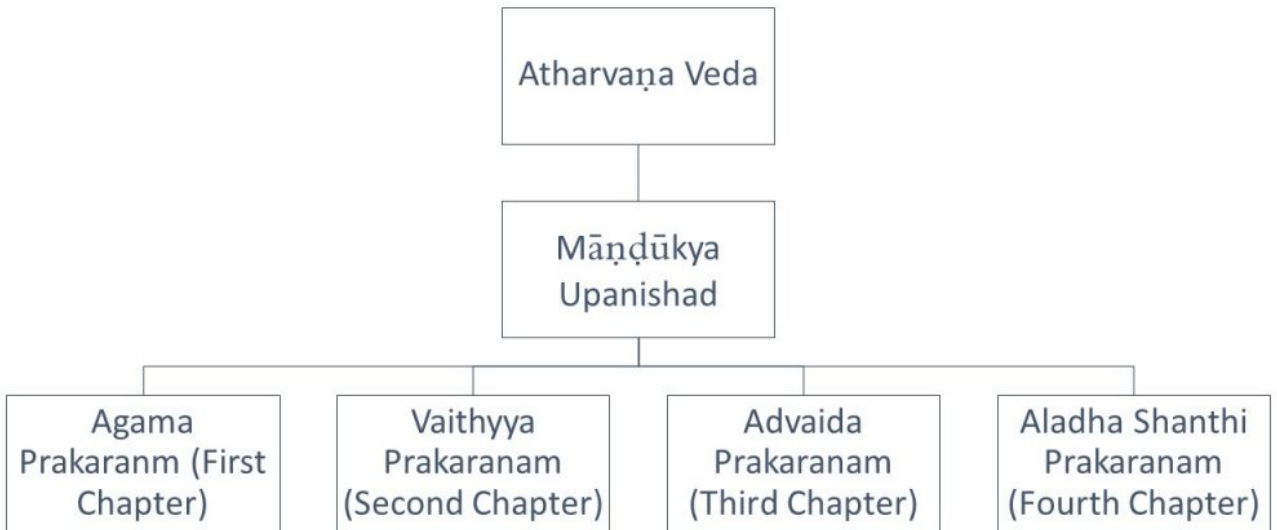 Atharvaṇa Veda
Māṇḍūkya
Upanishad
Agama
Prakaranm (First
Chapter)
Vaithyya
Prakaranam
(Second Chapter)
Advaida
Prakaranam
(Third Chapter)
Aladha Shanthi
Prakaranam
(Fourth Chapter)